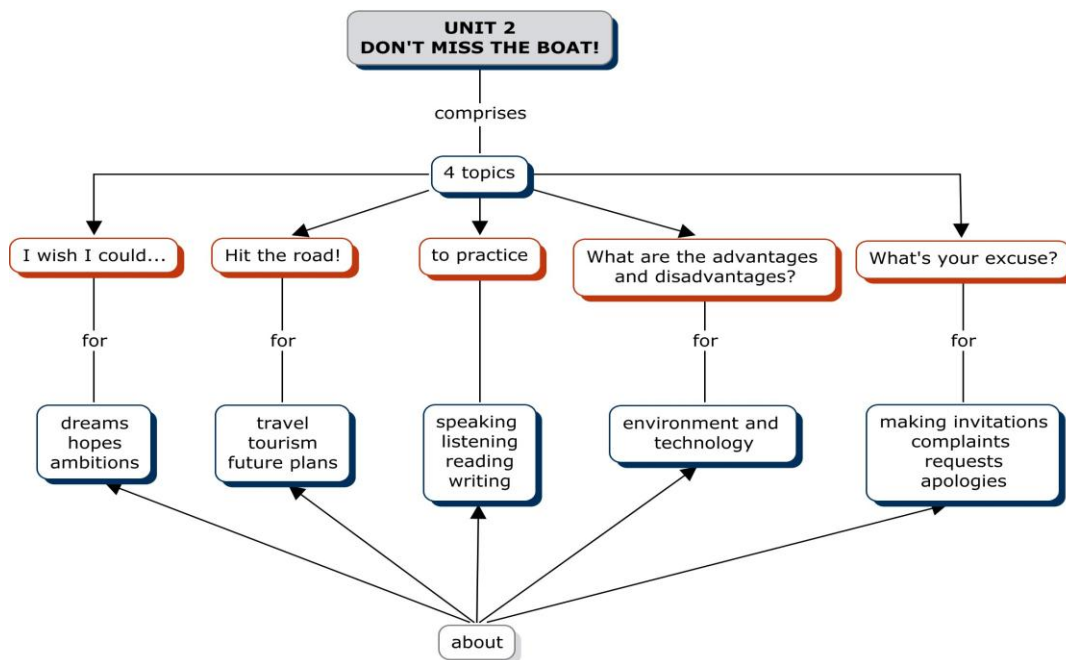 UNIT 2
DON'T MISS THE BOAT!
comprises
4 topics
I wish I could...
Hit the road!
to practice
What are the advantages
and disadvantages?
What's your excuse?
for
for
for
for
dreams
hopes
ambitions
travel
tourism
future plans
speaking
listening
reading
writing
environment and
technology
making invitations
complaints
requests
apologies
about